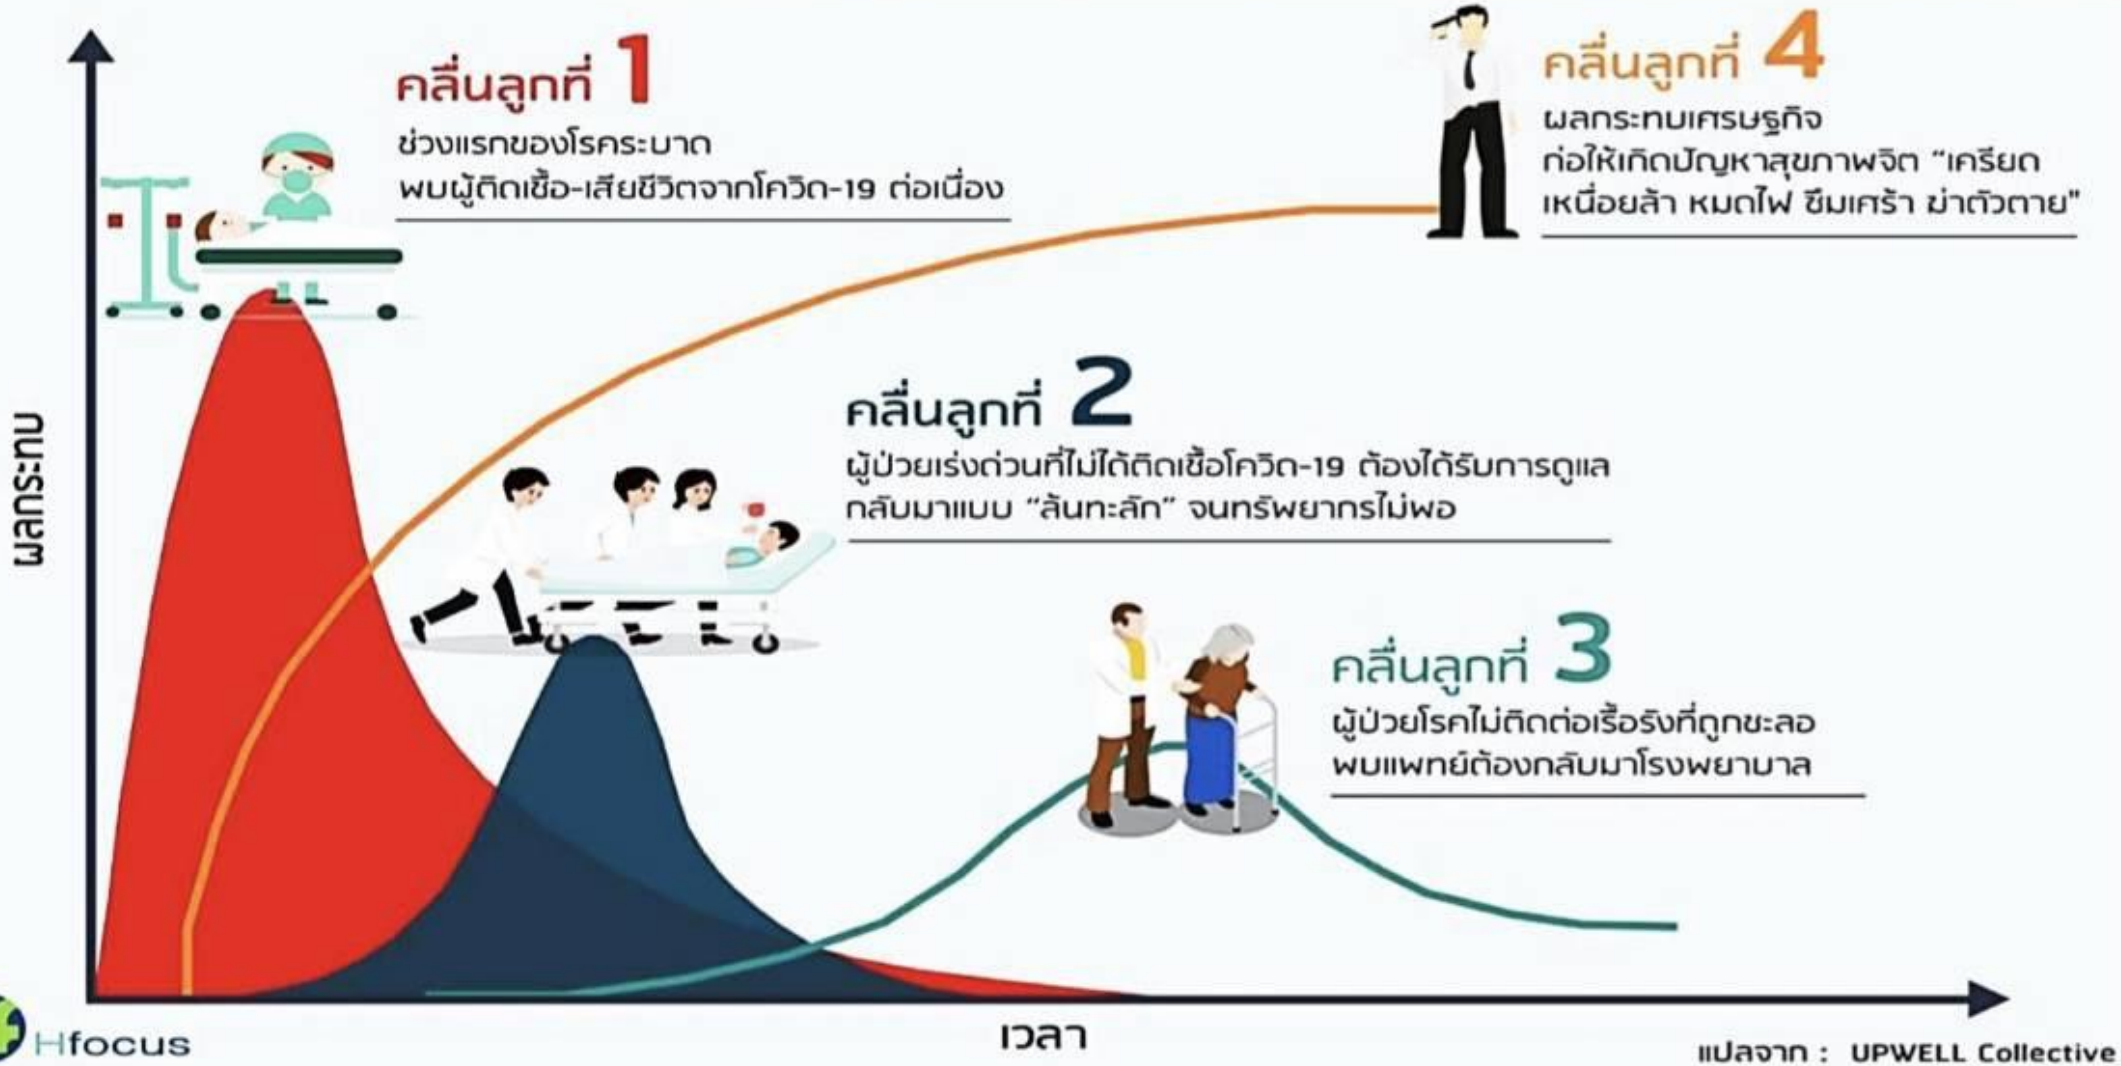 คลื่นลูกที่ 1
ช่วงแรกของโรคระบาด
พบผู้ติดเชื้อ-เสียชีวิตจากโควิด-19 ต่อเนื่อง
คลื่นลูกที่ 4
ผลกระทบเศรษฐกิจ
ก่อให้เกิดปัญหาสุขภาพจิต “เครียด
เหนื่อยล้า หมดไฟ ซึมเศร้า ฆ่าตัวตาย"
คลื่นลูกที่ 2
ผู้ป่วยเร่งด่วนที่ไม่ได้ติดเชื้อโควิด-19 ต้องได้รับการดูแล
กลับมาแบบ “ล้นทะลัก” จนทรัพยากรไม่พอ
คลื่นลูกที่ 3
ผู้ป่วยโรคไม่ติดต่อเรื้อรังที่ถูกชะลอ
พบแพทย์ต้องกลับมาโรงพยาบาล
ผลกระทบ
เวลา
Hfocus
แปลจาก : UPWELL Collective